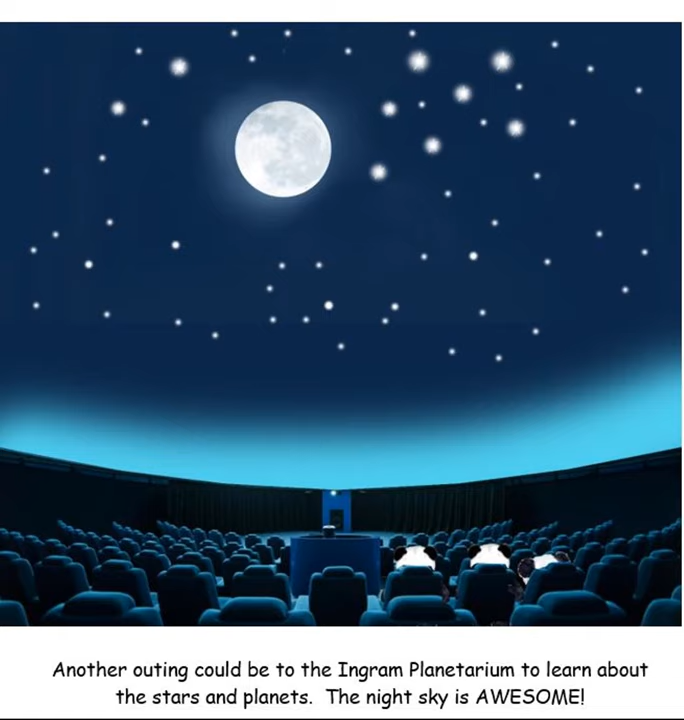 Another outing could be to the Ingram Planetarium to learn about
the stars and planets.  The night sky is AWESOME!